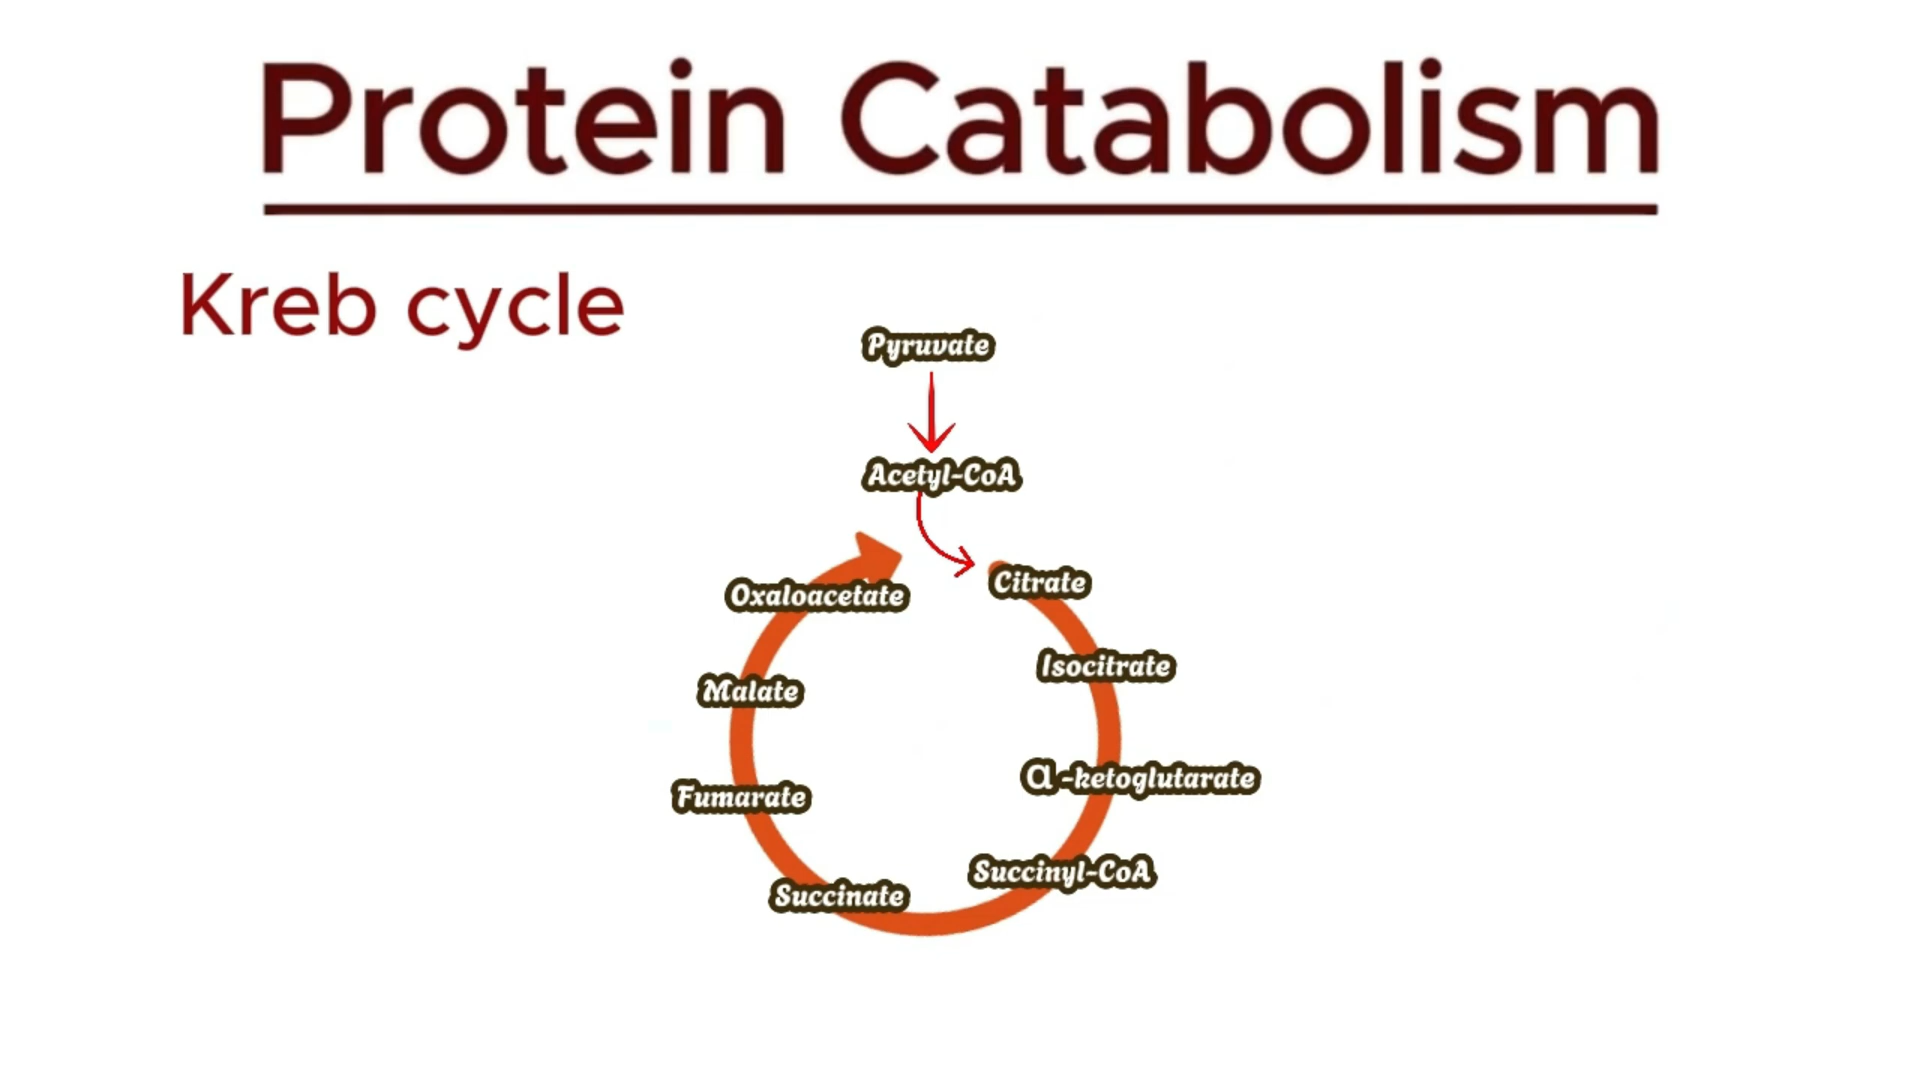 Protein Catabolism
Kreb cycle
Pyruvate
Acetyl-CoA
Citrate
Isocitrate
α-ketoglutarate
Succinyl-CoA
Succinate
Fumarate
Malate
Oxaloacetate